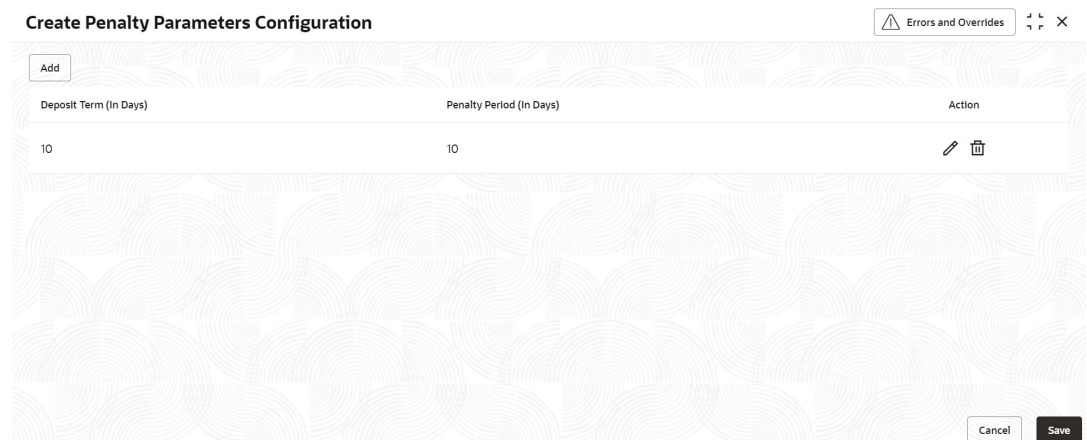 Create Penalty Parameters Configuration
Errors and Overrides
Add
Deposit Term (In Days) Penalty Period (In Days) Action
10 10
Cancel Save